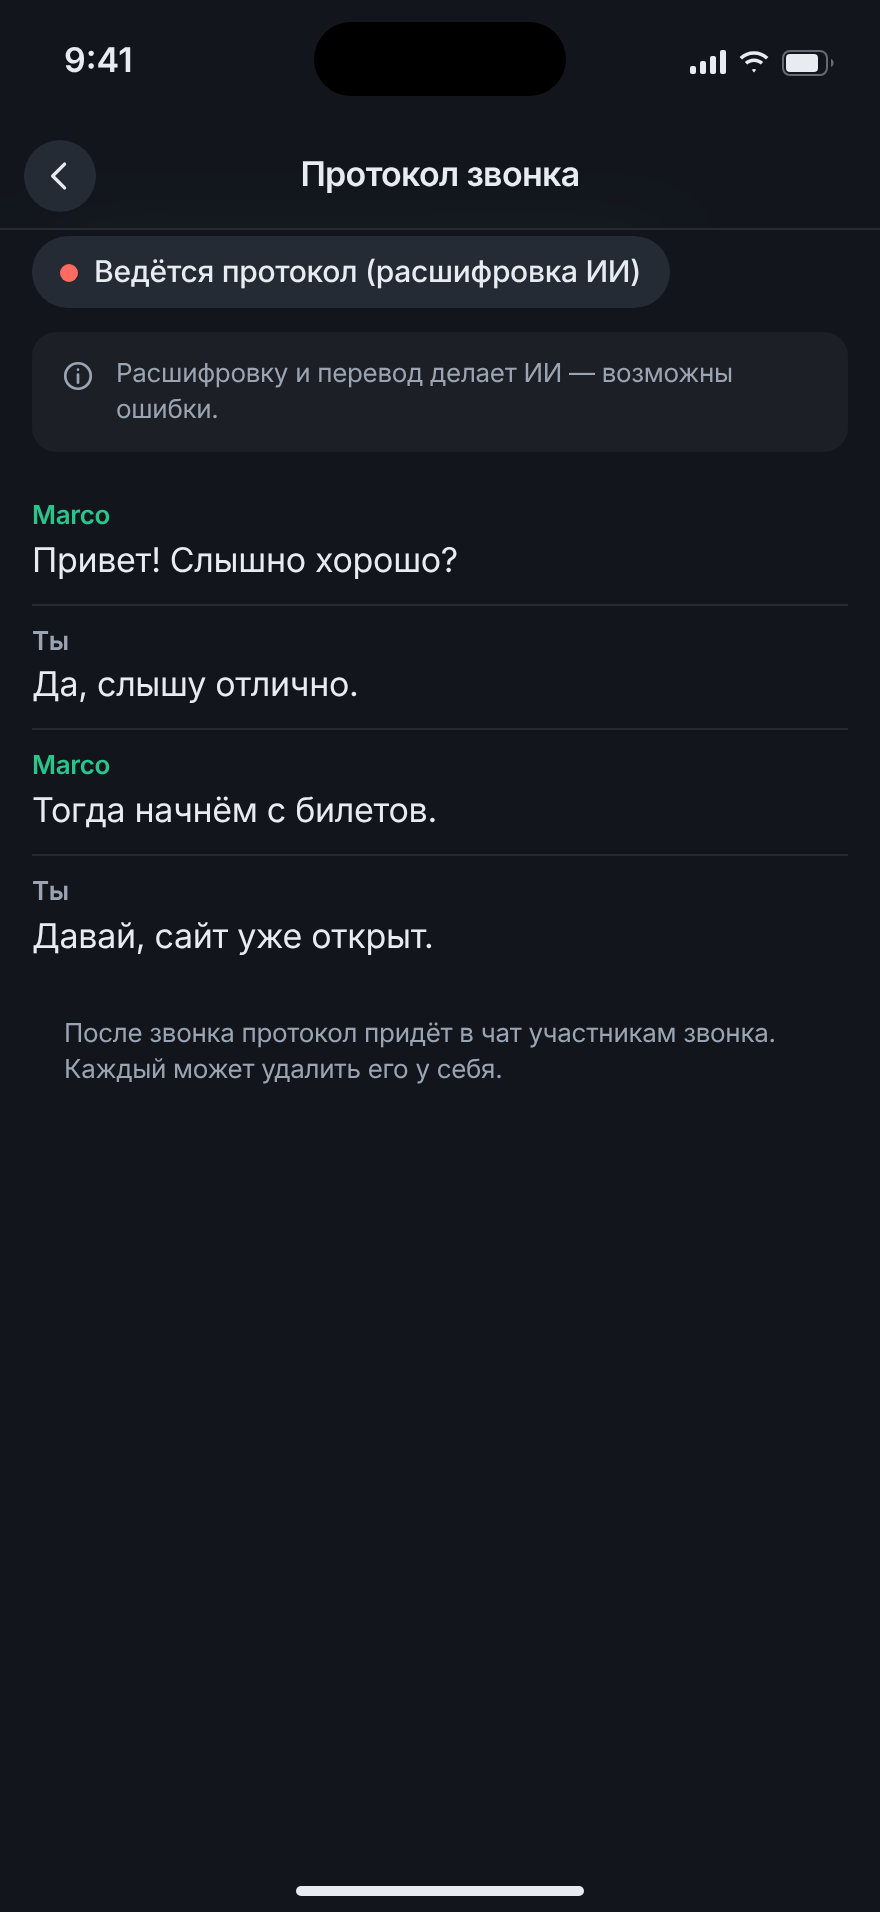 9:41
Протокол звонка
Ведётся протокол (расшифровка ИИ)
Расшифровку и перевод делает ИИ — возможны
ошибки.
Marco
Привет! Слышно хорошо?
Ты
Да, слышу отлично.
Marco
Тогда начнём с билетов.
Ты
Давай, сайт уже открыт.
После звонка протокол придёт в чат участникам звонка.
Каждый может удалить его у себя.